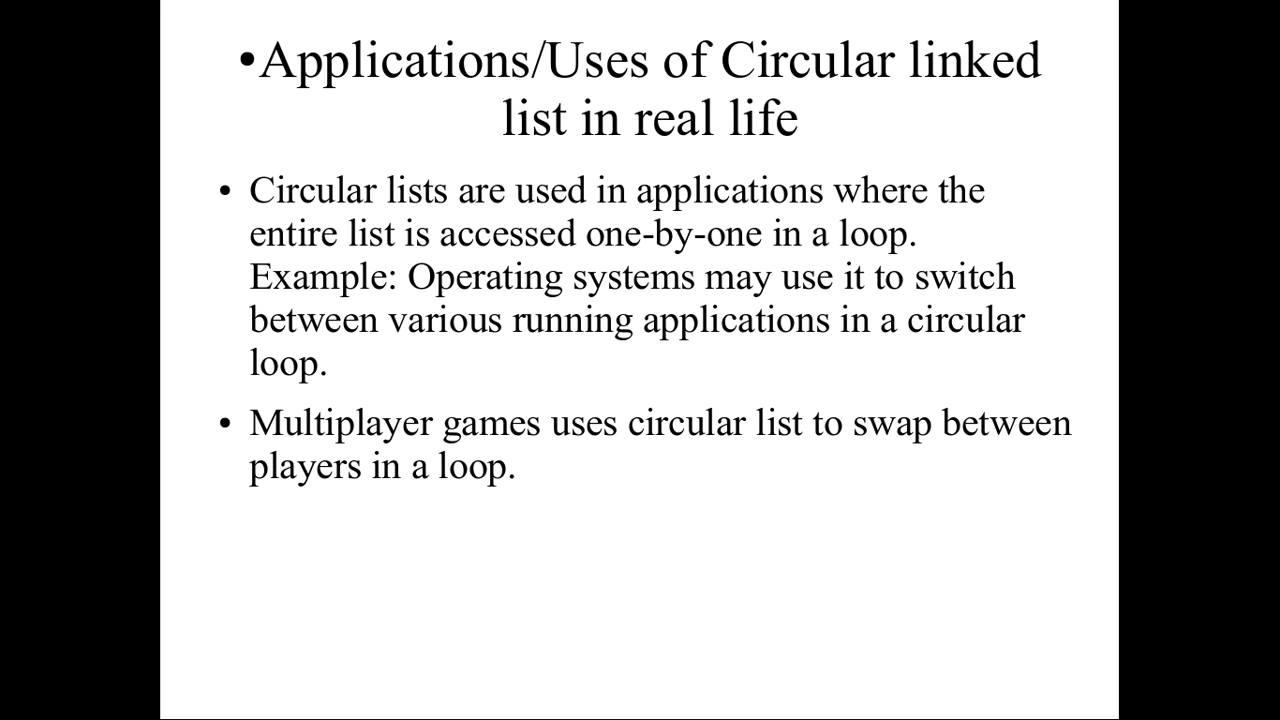 •Applications/Uses of Circular linked
list in real life
• Circular lists are used in applications where the
entire list is accessed one-by-one in a loop.
Example: Operating systems may use it to switch
between various running applications in a circular
loop.
• Multiplayer games uses circular list to swap between
players in a loop.